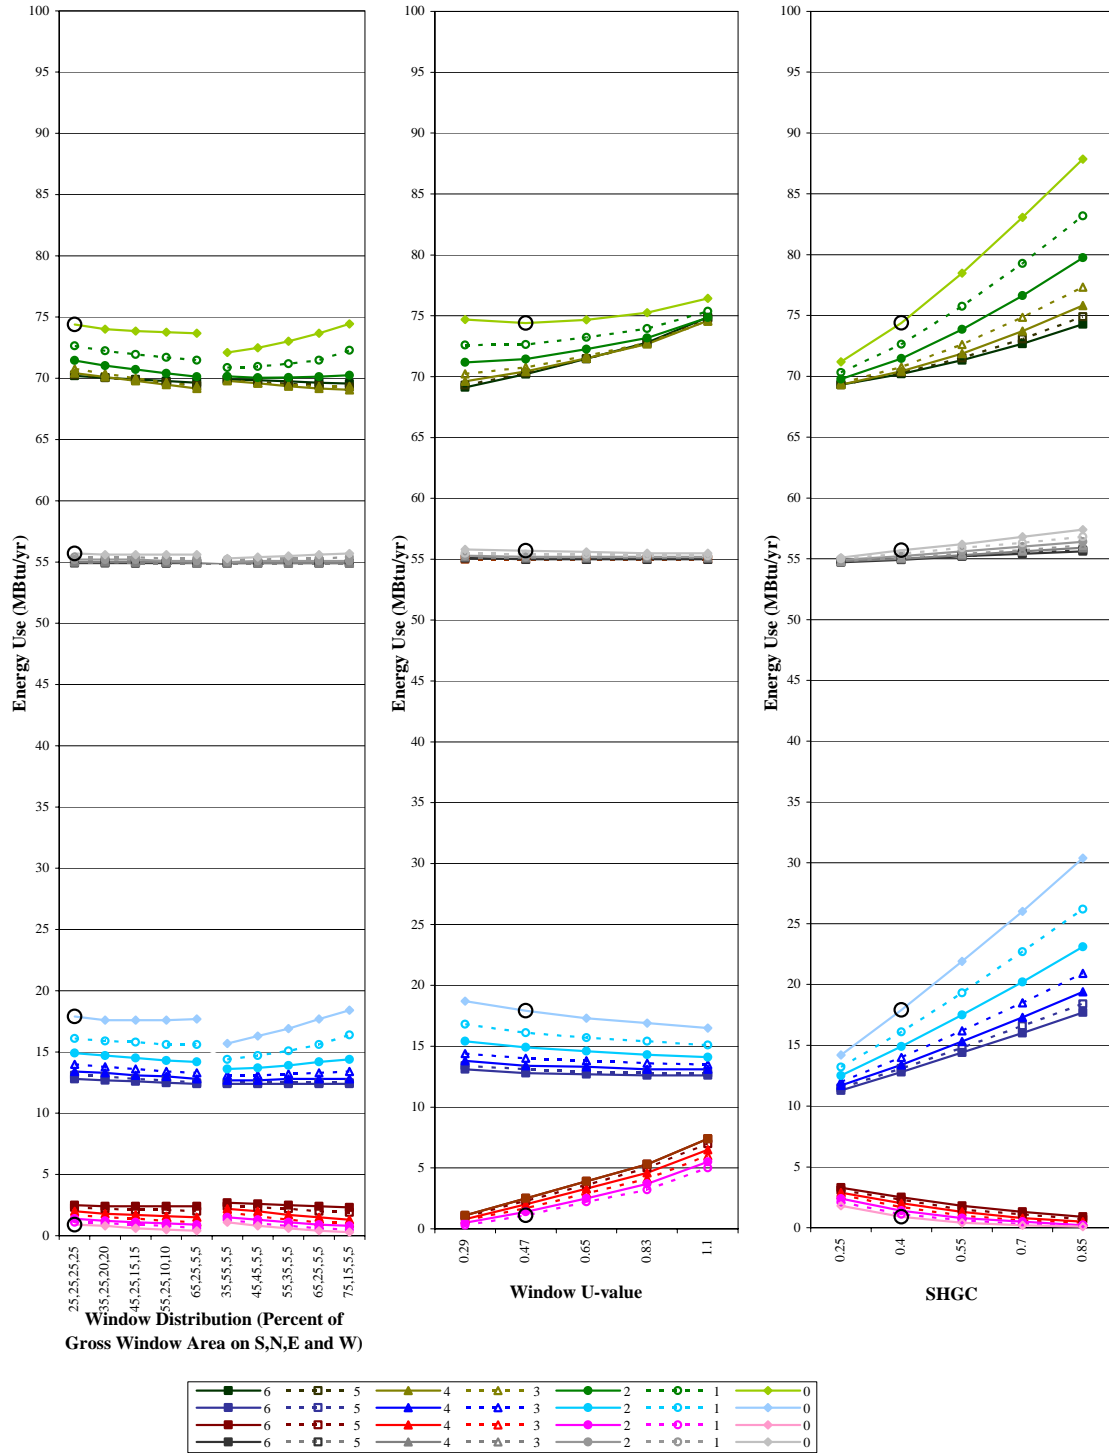 100 100 100
95 95 95
90 90 90
85 85 85
80 80 80
75 75 75
70 70 70
65 65 65
60 60 60
55 55 55
50 50 50
45 45 45
40 40 40
35 35 35
30 30 30
25 25 25
20 20 20
15 15 15
10 10 10
5 5 5
0 0 0
Energy Use (MBtu/yr)
Energy Use (MBtu/yr)
Energy Use (MBtu/yr)
25,25,25,25
35,25,20,20
45,25,15,15
55,25,10,10
65,25,5,5
35,55,5,5
45,45,5,5
55,35,5,5
65,25,5,5
75,15,5,5
Window Distribution (Percent of
Gross Window Area on S,N,E and W)
0.29
0.47
0.65
0.83
1.1
Window U-value
0.25
0.4
0.55
0.7
0.85
SHGC
6 5 4 3 2 1 0
6 5 4 3 2 1 0
6 5 4 3 2 1 0
6 5 4 3 2 1 0